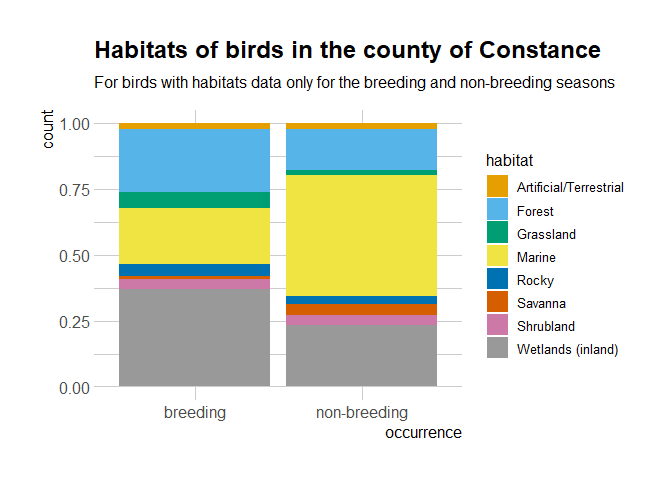 Habitats of birds in the county of Constance
For birds with habitats data only for the breeding and non-breeding seasons
count
1.00
0.75
0.50
0.25
0.00
breeding
non-breeding
occurrence
habitat
Artificial/Terrestrial
Forest
Grassland
Marine
Rocky
Savanna
Shrubland
Wetlands (inland)